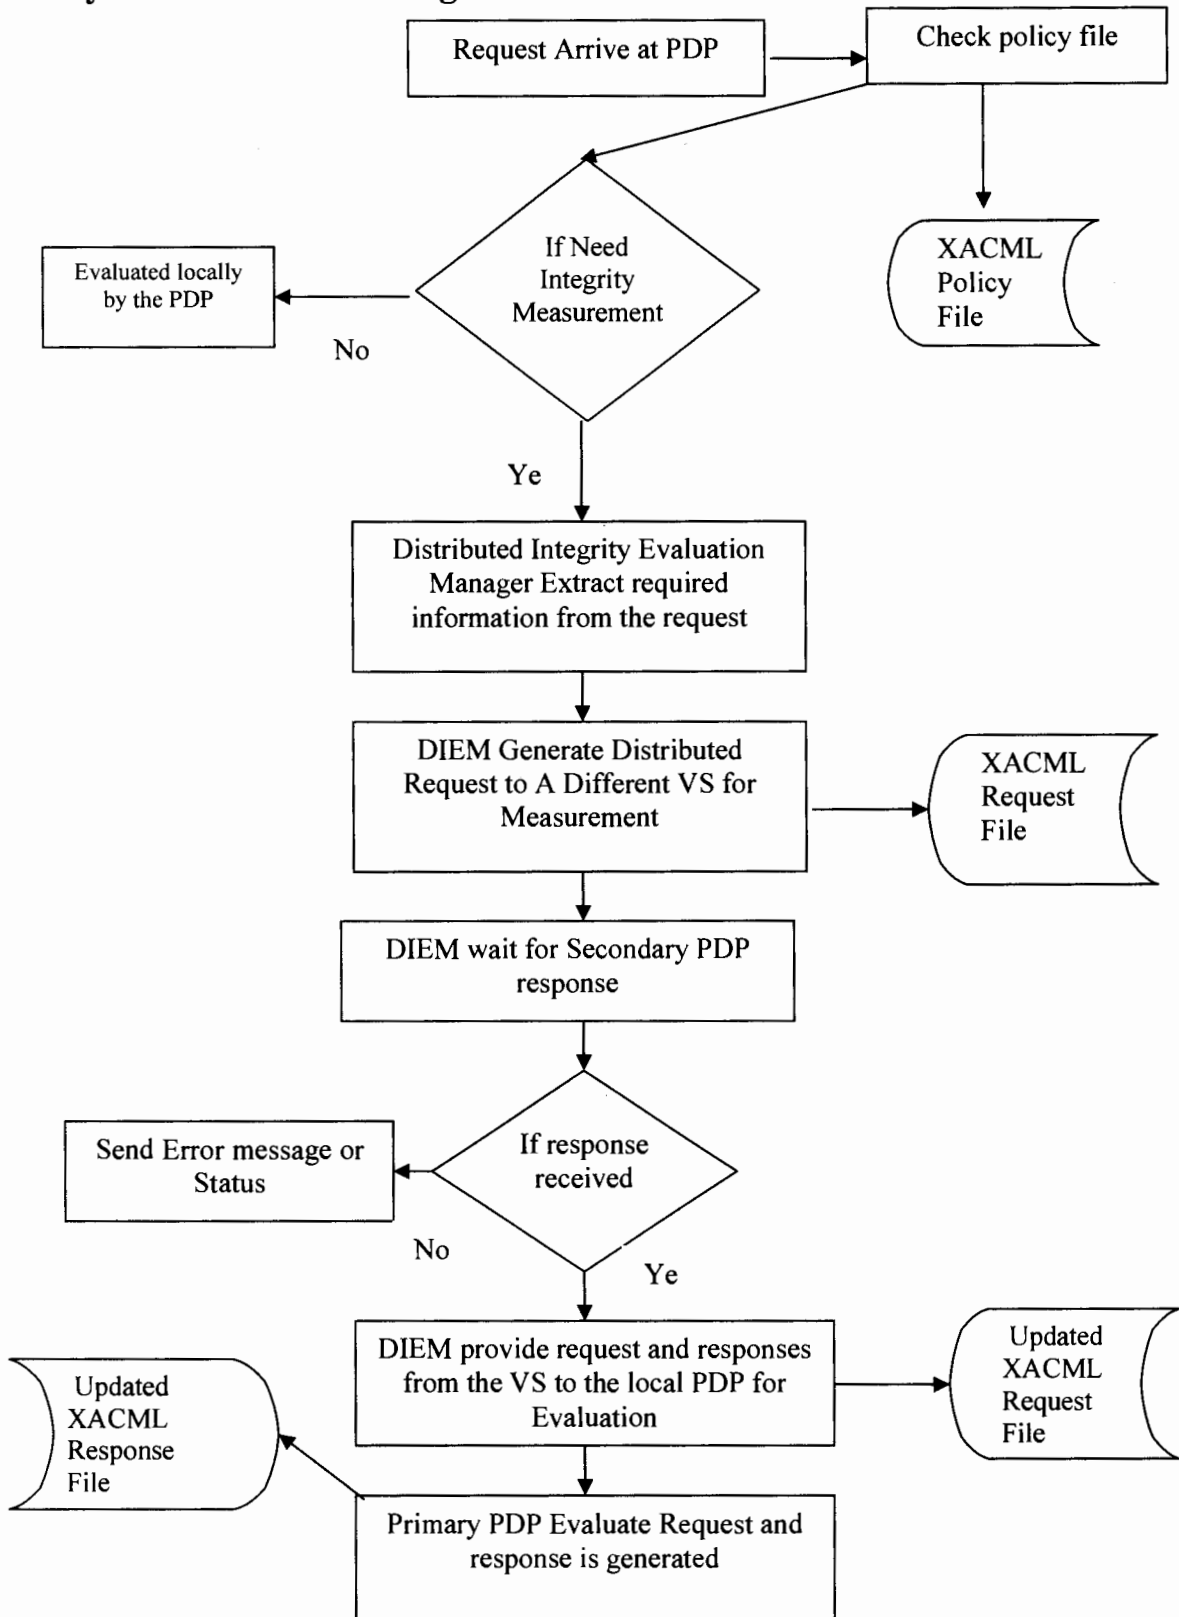 Request Arrive at PDP
Check policy file
If Need
Integrity
Measurement
XACML
Policy
File
Evaluated locally
by the PDP
No
Ye
Distributed Integrity Evaluation
Manager Extract required
information from the request
DIEM Generate Distributed
Request to A Different VS for
Measurement
XACML
Request
File
DIEM wait for Secondary PDP
response
If response
received
Send Error message or
Status
No
Ye
DIEM provide request and responses
from the VS to the local PDP for
Evaluation
Updated
XACML
Request
File
Updated
XACML
Response
File
Primary PDP Evaluate Request and
response is generated